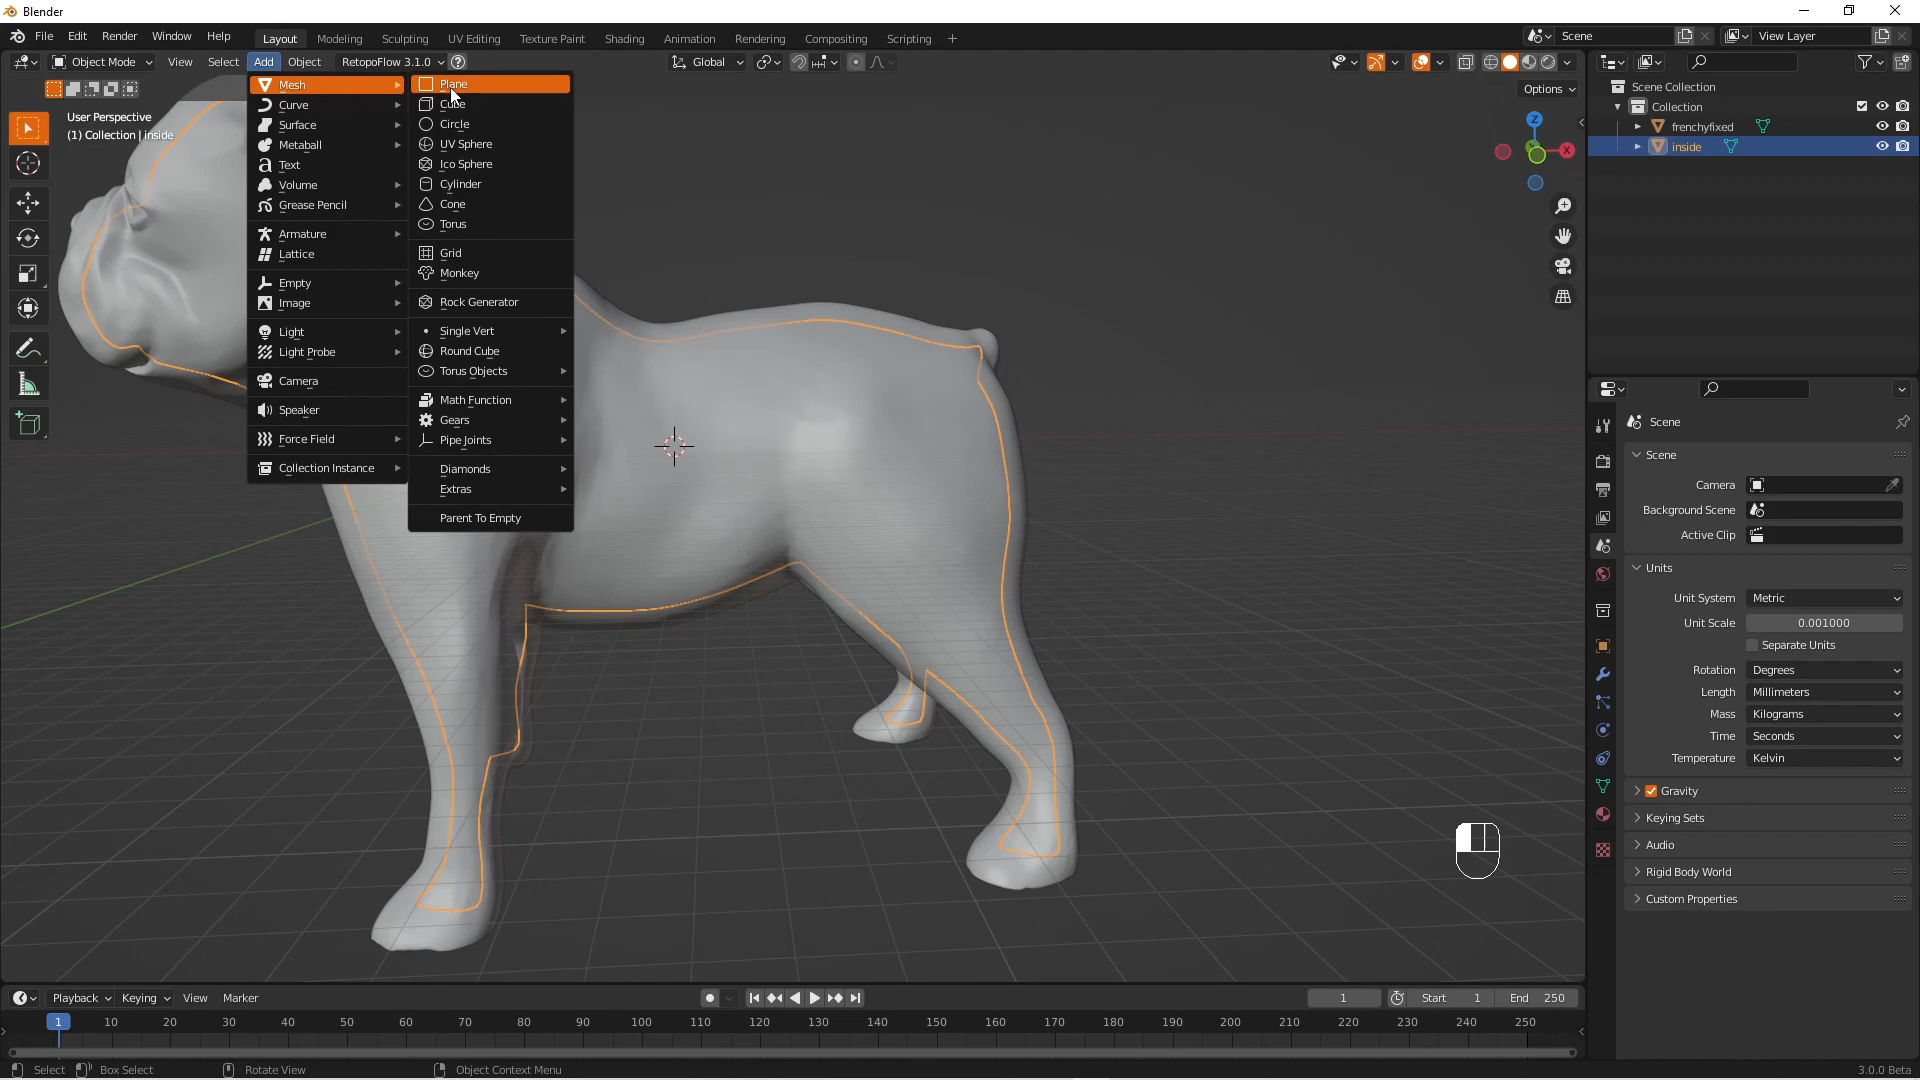 Blender
File Edit Render Window Help
Layout Modeling Sculpting UV Editing Texture Paint Shading Animation Rendering Compositing Scripting +
Scene
View Layer
Object Mode View Select Add Object RetopoFlow 3.1.0
Global
Options
User Perspective
(1) Collection | inside
Mesh
Curve
Surface
Metaball
Text
Volume
Grease Pencil
Armature
Lattice
Empty
Image
Light
Light Probe
Camera
Speaker
Force Field
Collection Instance
Plane
Cube
Circle
UV Sphere
Ico Sphere
Cylinder
Cone
Torus
Grid
Monkey
Rock Generator
Single Vert
Round Cube
Torus Objects
Math Function
Gears
Pipe Joints
Diamonds
Extras
Parent To Empty
Z
X
Scene Collection
Collection
frenchyfixed
inside
Scene
Scene
Camera
Background Scene
Active Clip
Units
Unit System Metric
Unit Scale 0.001000
Separate Units
Rotation Degrees
Length Millimeters
Mass Kilograms
Time Seconds
Temperature Kelvin
Gravity
Keying Sets
Audio
Rigid Body World
Custom Properties
Playback Keying View Marker
1 Start 1 End 250
1 10 20 30 40 50 60 70 80 90 100 110 120 130 140 150 160 170 180 190 200 210 220 230 240 250
Select Box Select Rotate View Object Context Menu 3.0.0 Beta